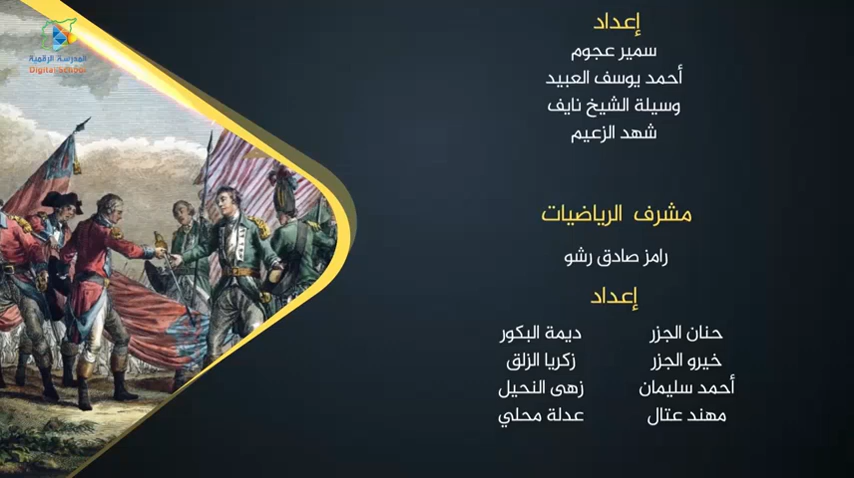 المدرسة الرقمية
Digital School
إعداد
سمير عجوم
أحمد يوسف العبيد
وسيلة الشيخ نايف
شهد الزعيم
مشرف الرياضيات
رامز صادق رشو
إعداد
حنان الجزر ديمة البكور
خيرو الجزر زكريا الزلق
أحمد سليمان زهى النحيل
مهند عتال عدلة محلي